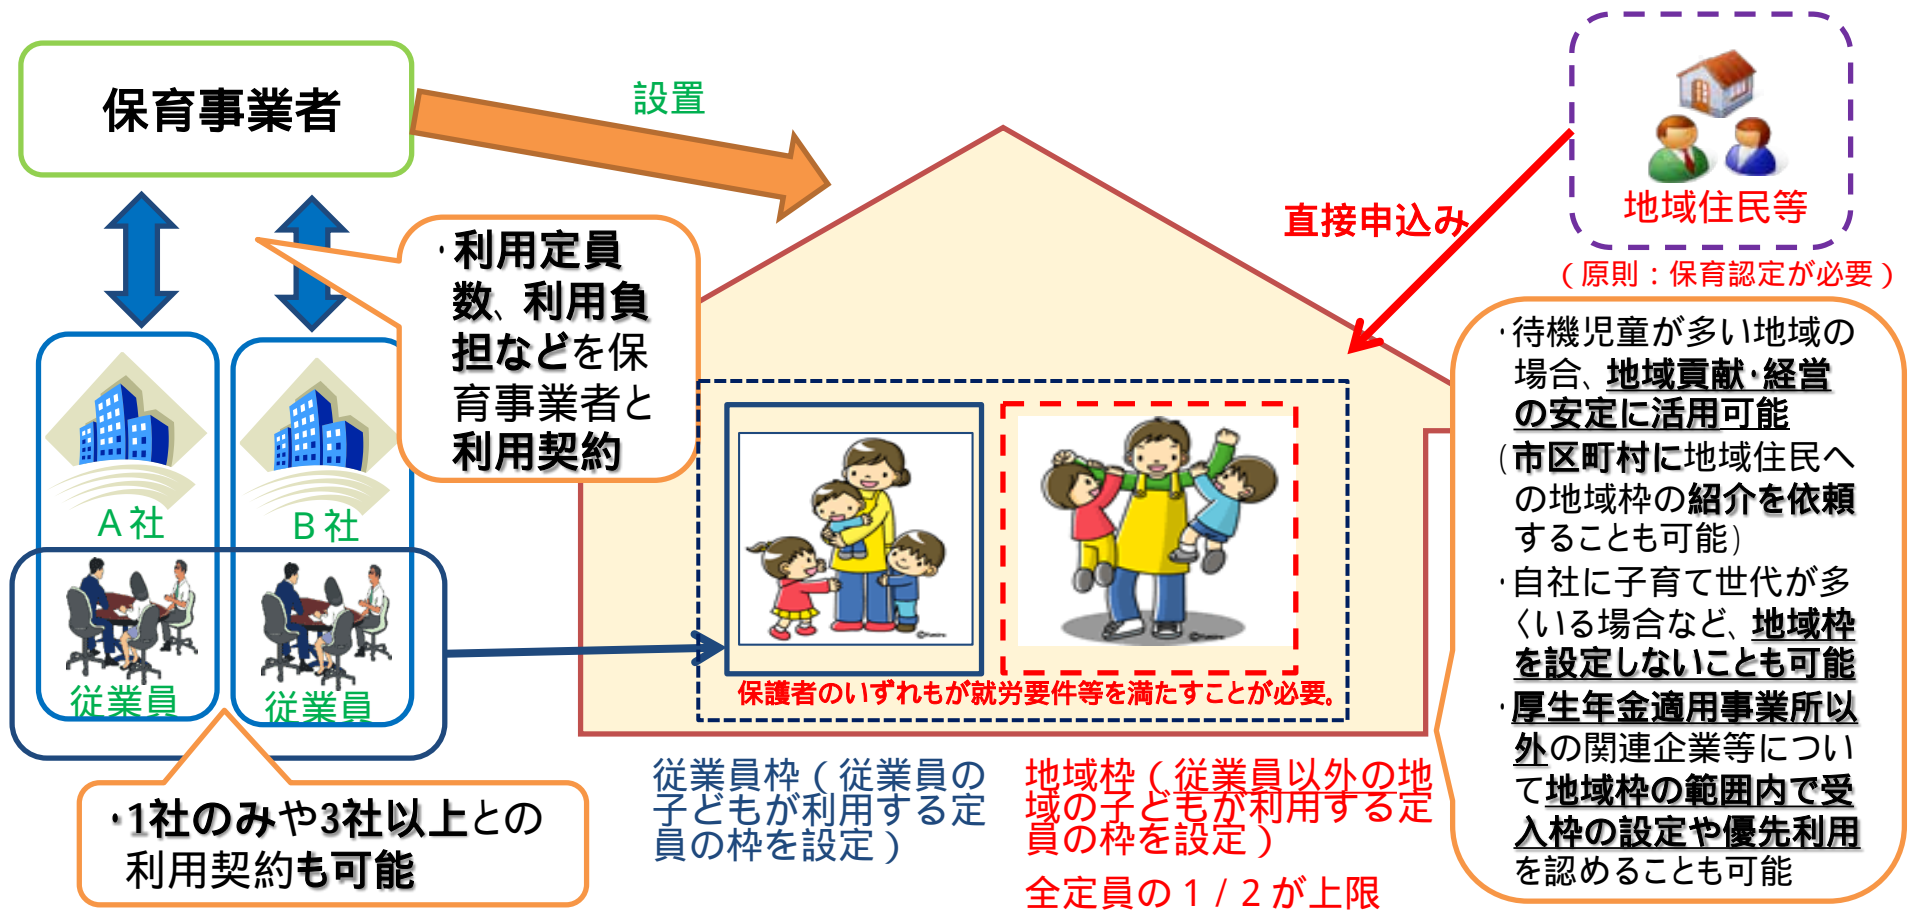 保育事業者
設置
地域住民等
直接申込み
(原則：保育認定が必要)
・利用定員
数、利用負
担などを保
育事業者と
利用契約
A社
B社
従業員
従業員
・1社のみや3社以上との
利用契約も可能
保護者のいずれもが就労要件等を満たすことが必要。
従業員枠(従業員の
子どもが利用する定
員の枠を設定)
地域枠(従業員以外の地
域の子どもが利用する定
員の枠を設定)
全定員の1/2が上限
・待機児童が多い地域の
場合、地域貢献・経営
の安定に活用可能
(市区町村に地域住民へ
の地域枠の紹介を依頼
することも可能)
・自社に子育て世代が多
くいる場合など、地域枠
を設定しないことも可能
・厚生年金適用事業所以
外の関連企業等につい
て地域枠の範囲内で受
入枠の設定や優先利用
を認めることも可能